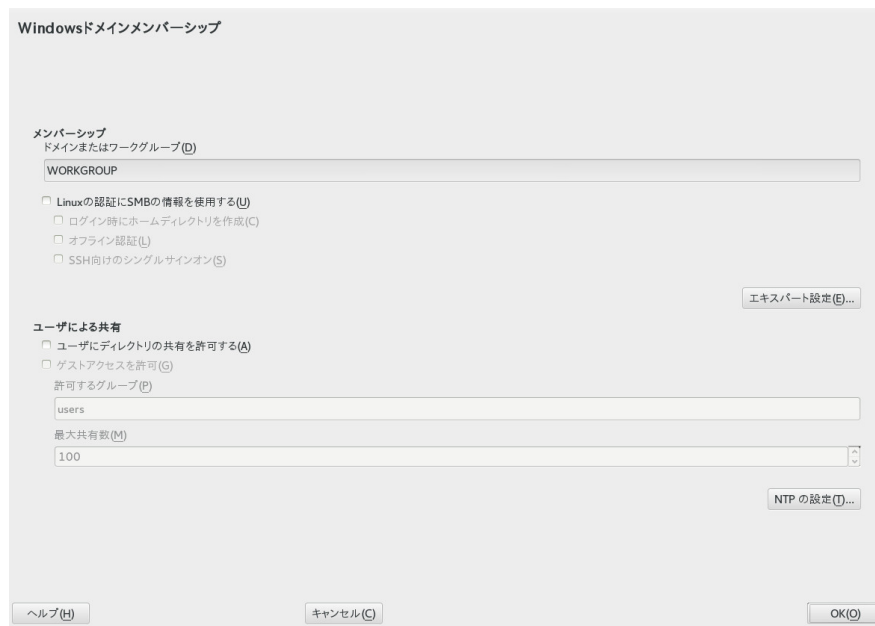 Windowsドメインメンバーシップ
メンバーシップ
ドメインまたはワークグループ(D)
WORKGROUP
Linuxの認証にSMBの情報を使用する(U)
ログイン時にホームディレクトリを作成(C)
オフライン認証(L)
SSH向けのシングルサインオン(S)
エキスパート設定(E)...
ユーザによる共有
ユーザにディレクトリの共有を許可する(A)
ゲストアクセスを許可(G)
許可するグループ(P)
users
最大共有数(M)
100
NTP の設定(T)...
ヘルプ(H)
キャンセル(C)
OK(O)